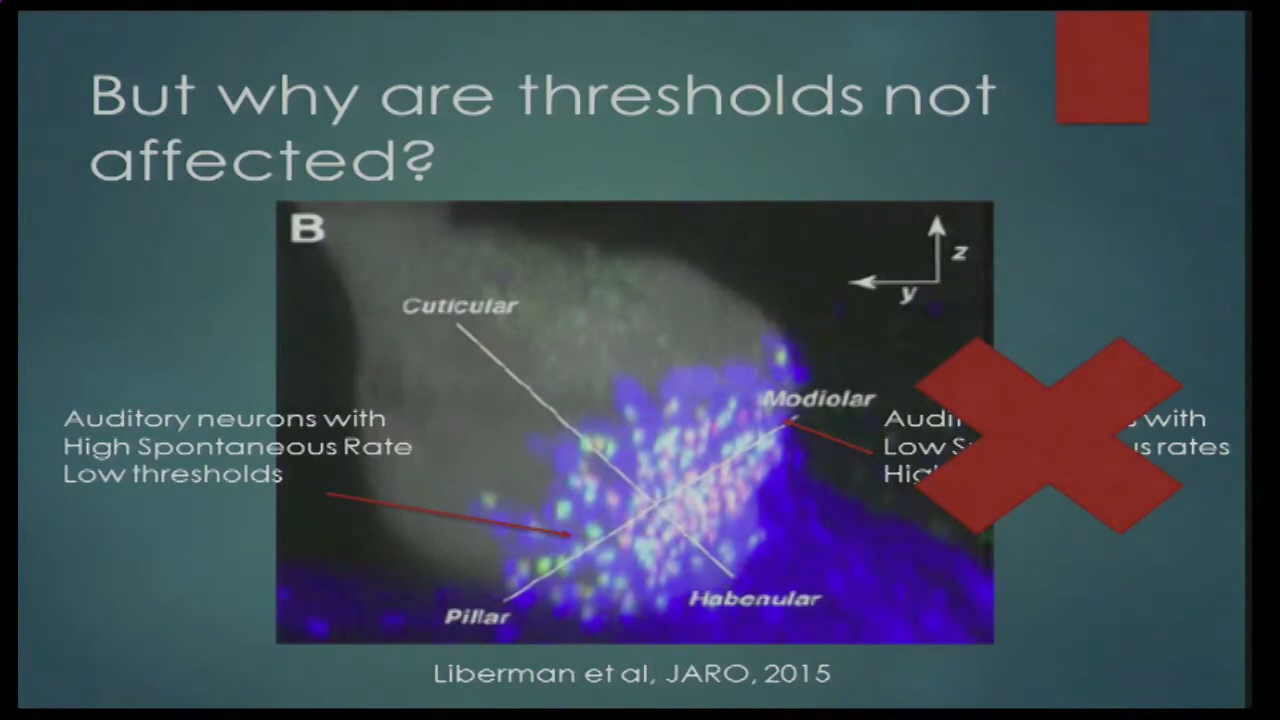 But why are thresholds not
affected?
B
z
y
Cuticular
Modiolar
Auditory neurons with
High Spontaneous Rate
Low thresholds
with
Low rates
Pillar
Habenular
Liberman et al, JARO, 2015